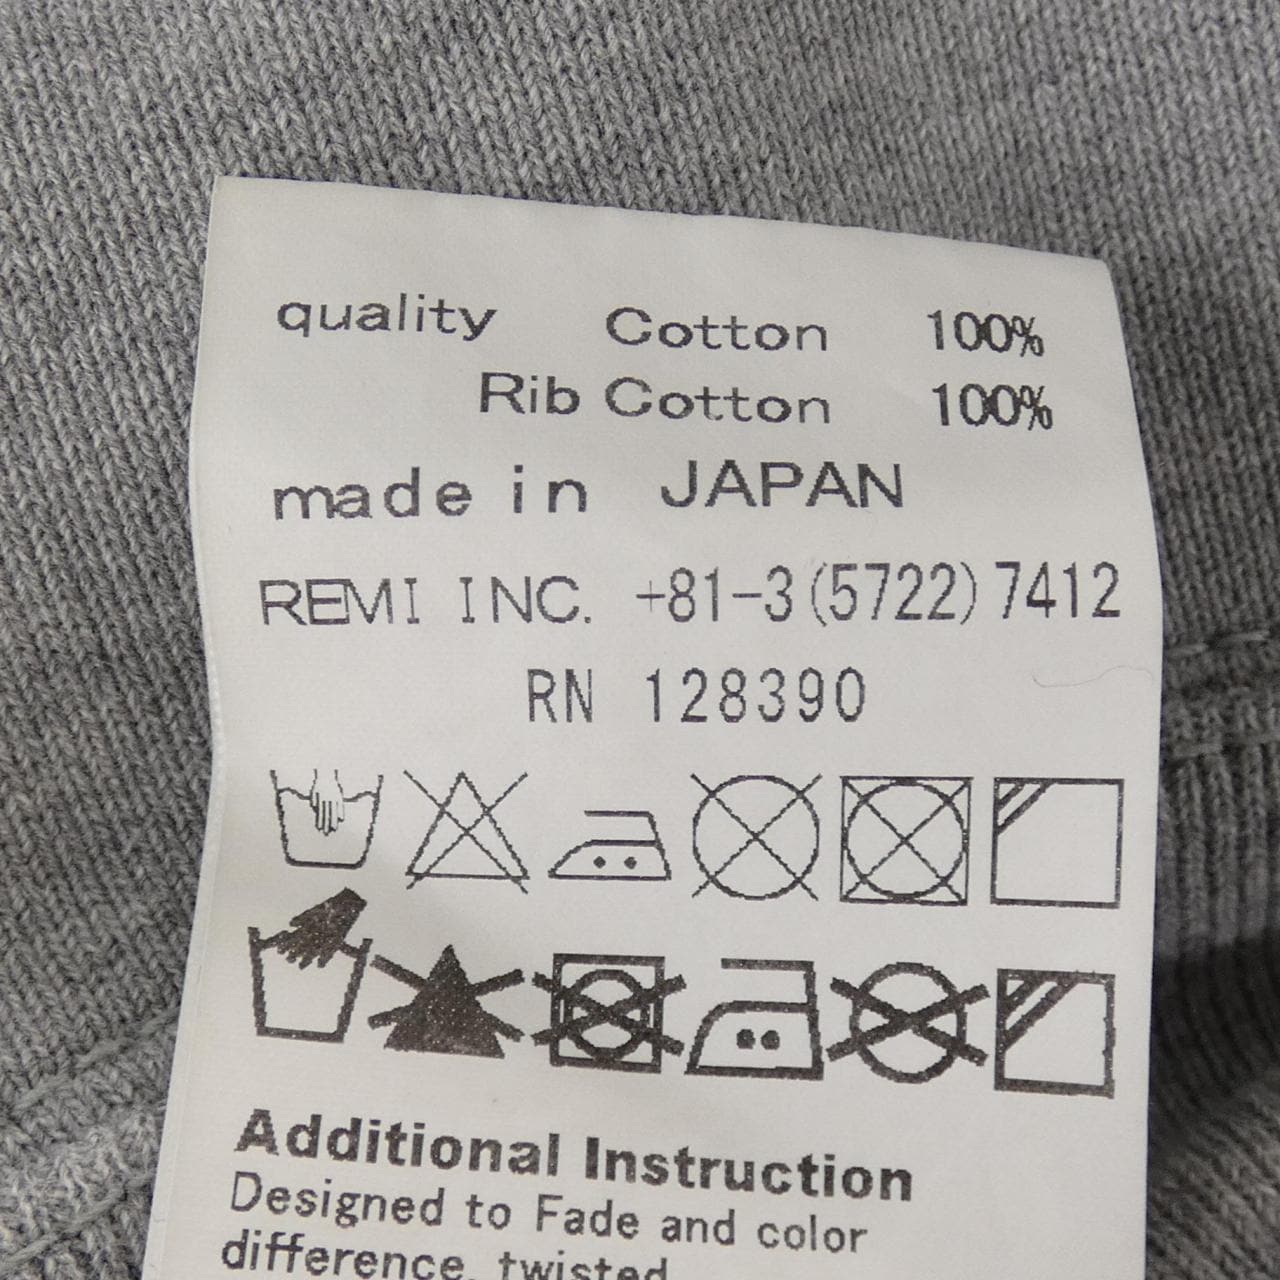 quality Cotton 100%
Rib Cotton 100%
made in JAPAN
REMI INC. +81-3(5722)7412
RN 128390
Additional Instruction
Designed to Fade and color
difference, twisted